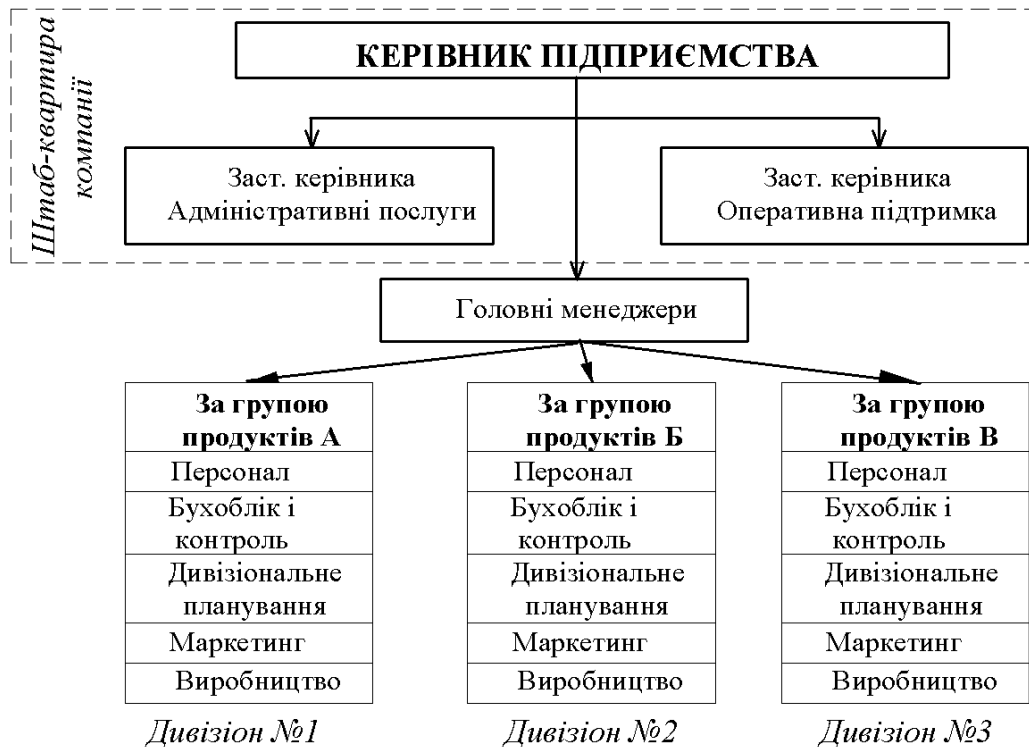 Штаб-квартира
компанії
КЕРІВНИК ПІДПРИЄМСТВА
Заст. керівника
Адміністративні послуги
Заст. керівника
Оперативна підтримка
Головні менеджери
За групою
продуктів А
Персонал
Бухоблік і
контроль
Дивізіональне
планування
Маркетинг
Виробництво
Дивізіон №1
За групою
продуктів Б
Персонал
Бухоблік і
контроль
Дивізіональне
планування
Маркетинг
Виробництво
Дивізіон №2
За групою
продуктів В
Персонал
Бухоблік і
контроль
Дивізіональне
планування
Маркетинг
Виробництво
Дивізіон №3